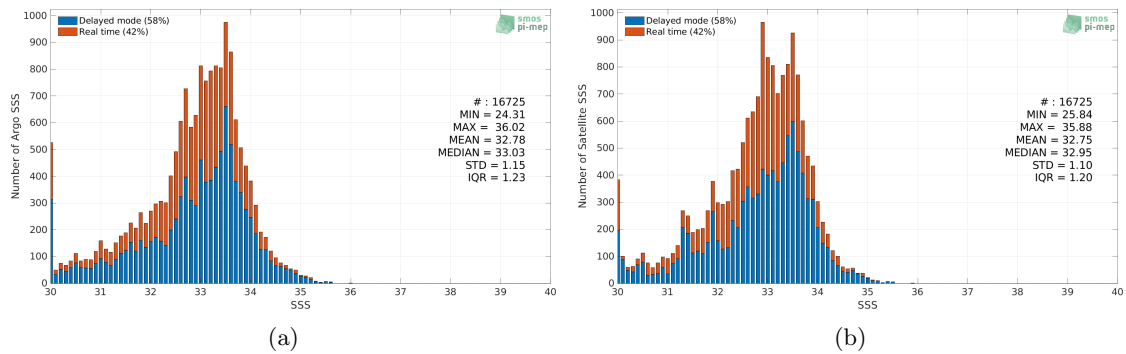 Delayed mode (58%)
Real time (42%)
smos
pi-mep
1000
900
800
700
600
500
400
300
200
100
0
Number of Argo SSS
# : 16725
MIN = 24.31
MAX = 36.02
MEAN = 32.78
MEDIAN = 33.03
STD = 1.15
IQR = 1.23
30 31 32 33 34 35 36 37 38 39 40
SSS
(a)
Delayed mode (58%)
Real time (42%)
smos
pi-mep
1000
900
800
700
600
500
400
300
200
100
0
Number of Satellite SSS
# : 16725
MIN = 25.84
MAX = 35.88
MEAN = 32.75
MEDIAN = 32.95
STD = 1.10
IQR = 1.20
30 31 32 33 34 35 36 37 38 39 40
SSS
(b)